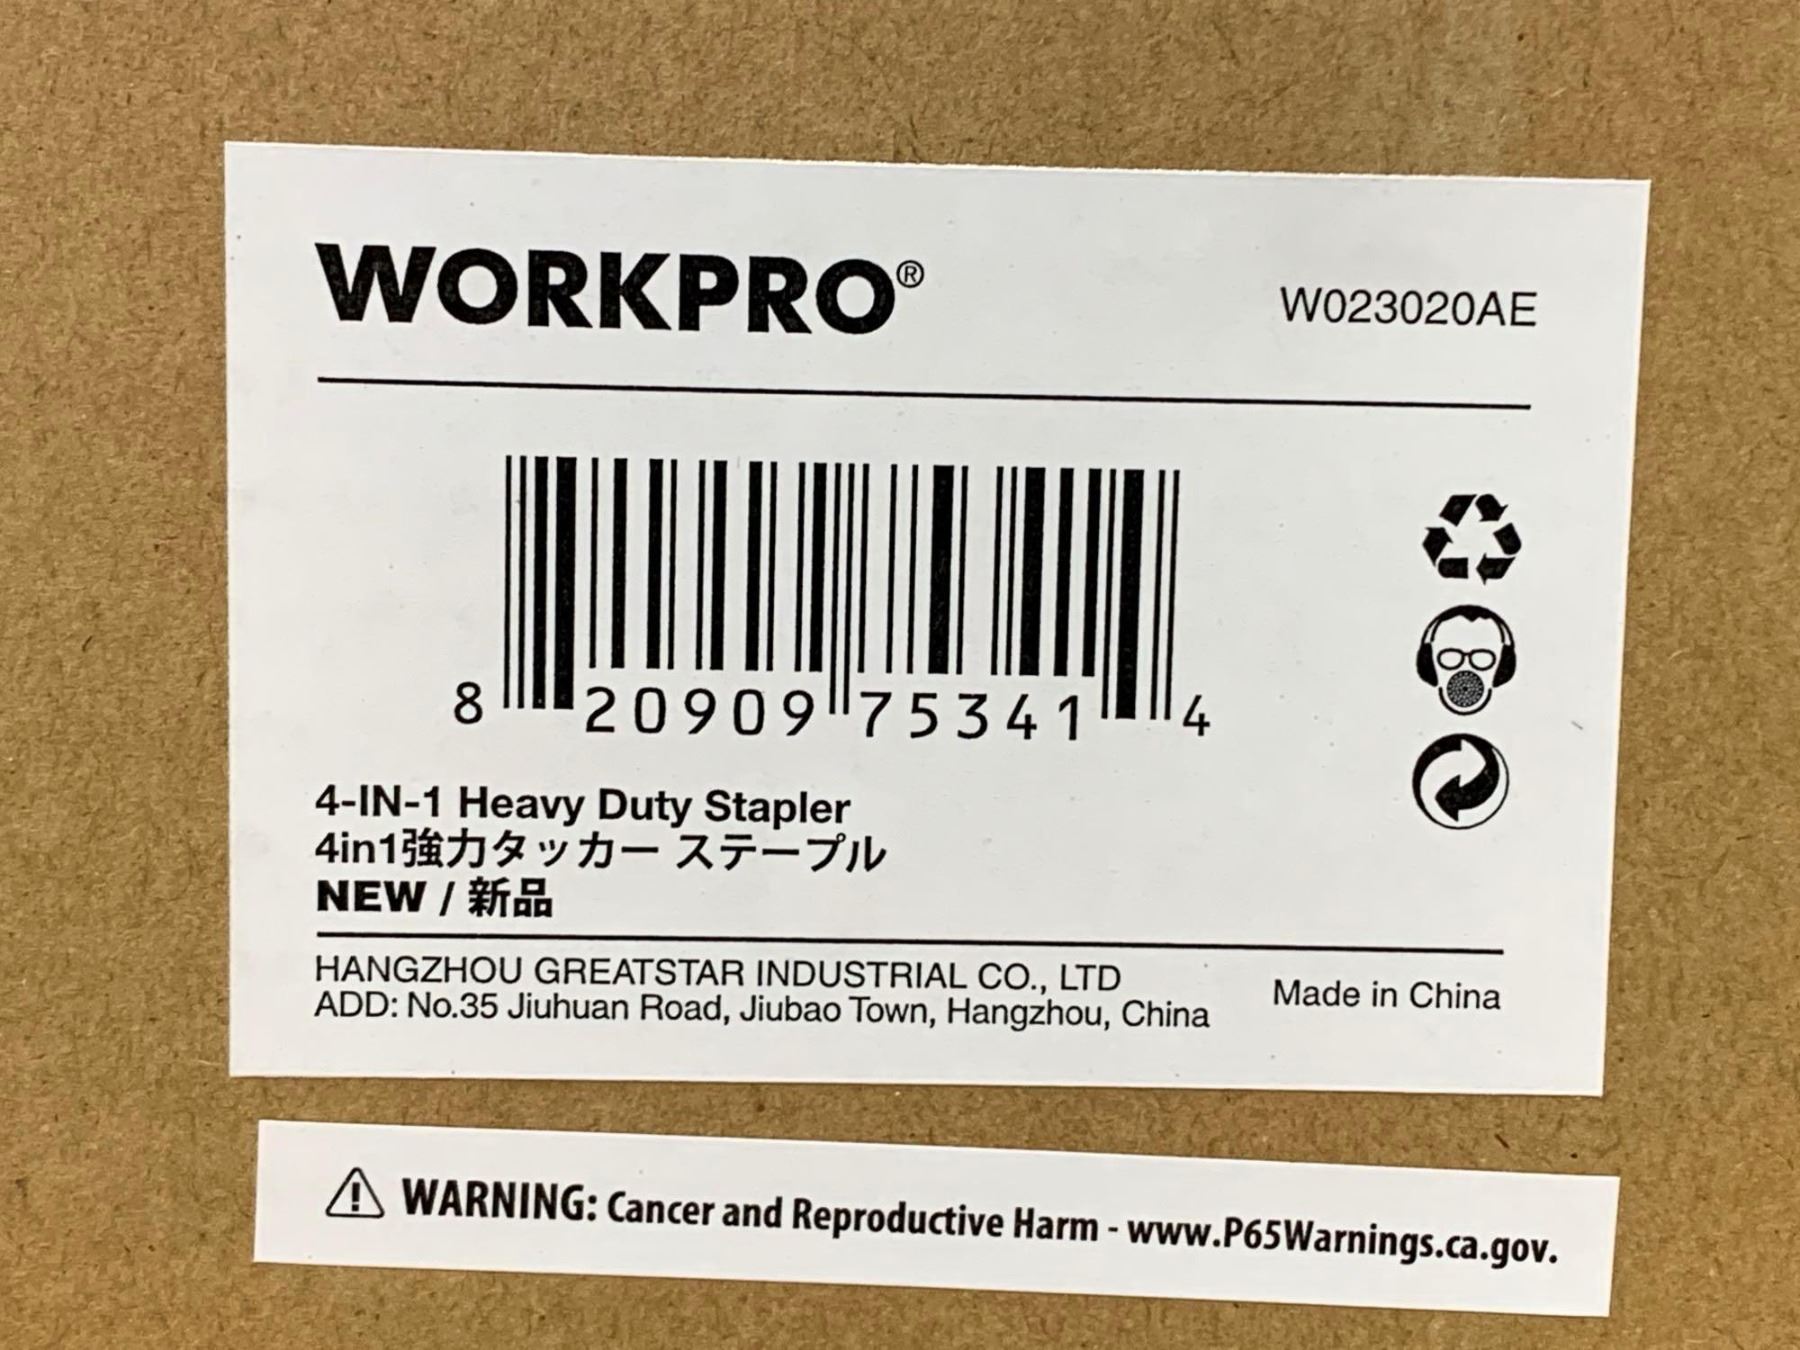 WORKPRO®
W023020AE
8 20909 75341 4
4-IN-1 Heavy Duty Stapler
4in1強力タッカー ステープル
NEW / 新品
HANGZHOU GREATSTAR INDUSTRIAL CO., LTD
ADD: No.35 Jiuhuan Road, Jiubao Town, Hangzhou, China
Made in China
WARNING: Cancer and Reproductive Harm - www.P65Warnings.ca.gov.